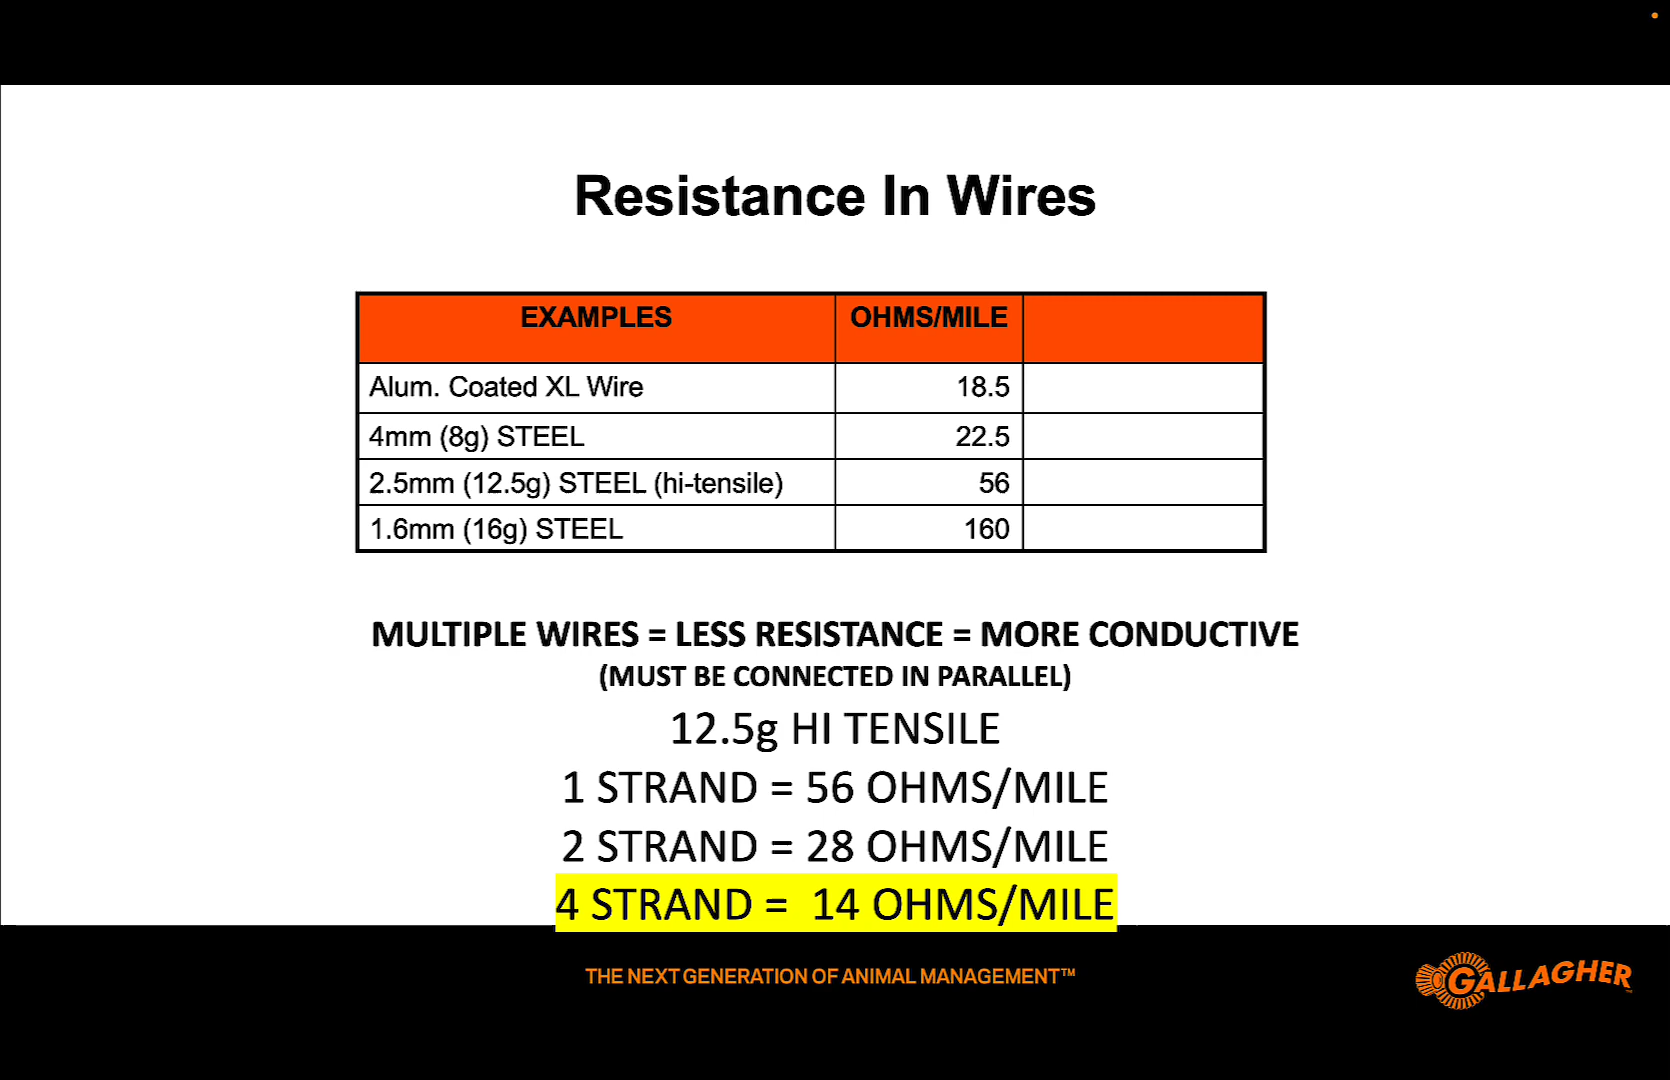 Resistance In Wires
EXAMPLES OHMS/MILE
Alum. Coated XL Wire 18.5
4mm (8g) STEEL 22.5
2.5mm (12.5g) STEEL (hi-tensile) 56
1.6mm (16g) STEEL 160
MULTIPLE WIRES = LESS RESISTANCE = MORE CONDUCTIVE
(MUST BE CONNECTED IN PARALLEL)
12.5g HI TENSILE
1 STRAND = 56 OHMS/MILE
2 STRAND = 28 OHMS/MILE
4 STRAND = 14 OHMS/MILE
THE NEXT GENERATION OF ANIMAL MANAGEMENT™
GALLAGHER